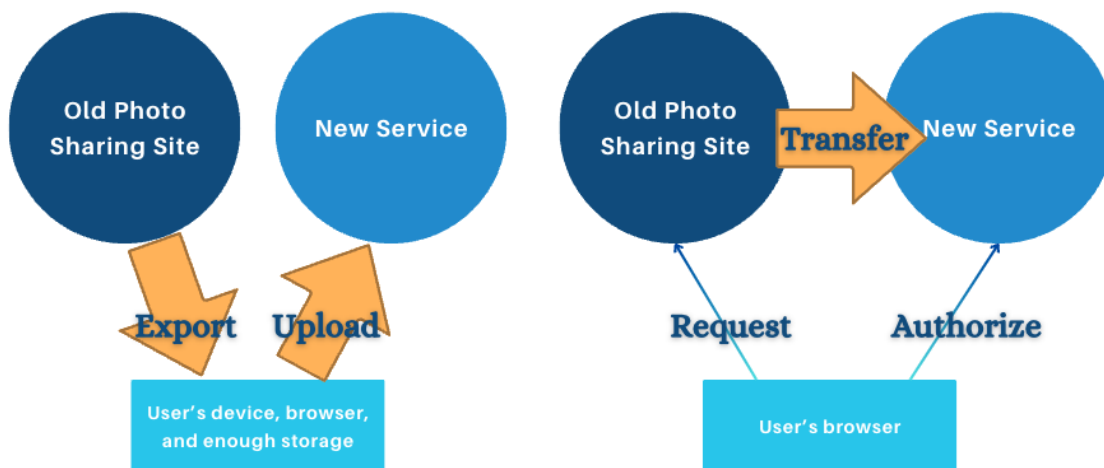 Old Photo
Sharing Site
New Service
Export
Upload
User's device, browser,
and enough storage
Old Photo
Sharing Site
Transfer
New Service
Request
Authorize
User's browser